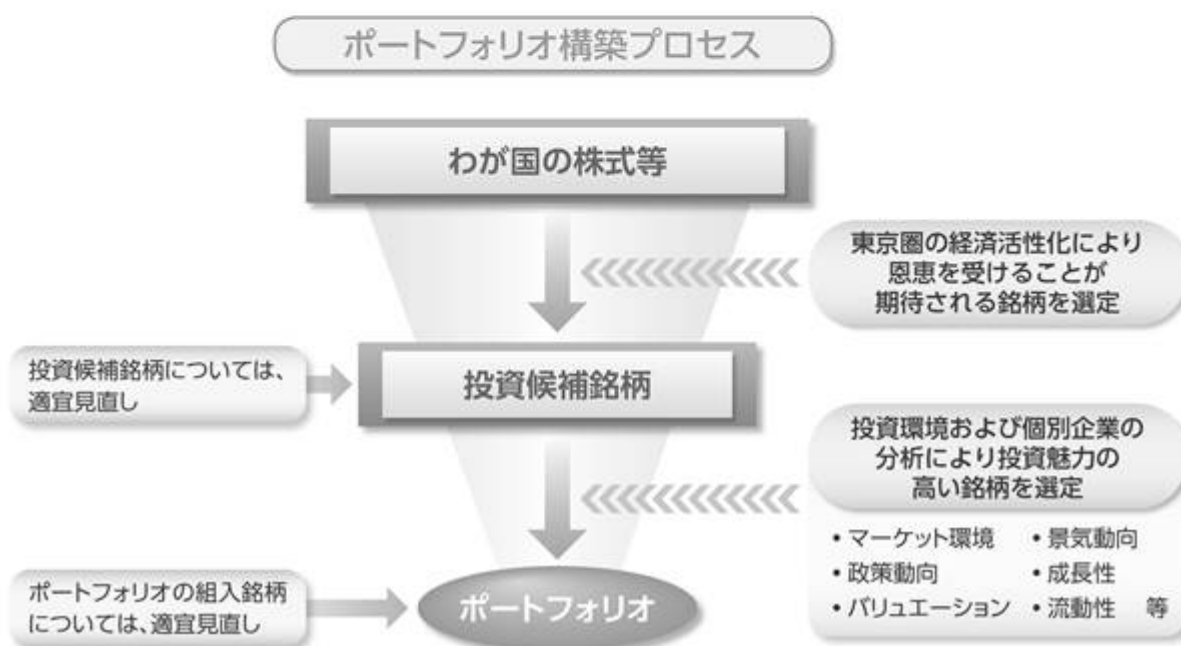 ポートフォリオ構築プロセス
わが国の株式等
東京圏の経済活性化により
恩恵を受けることが
期待される銘柄を選定
投資候補銘柄については、
適宜見直し
投資候補銘柄
投資環境および個別企業の
分析により投資魅力の
高い銘柄を選定
• マーケット環境 • 景気動向
• 政策動向 • 成長性
• バリュエーション • 流動性 等
ポートフォリオの組入銘柄
については、適宜見直し
ポートフォリオ